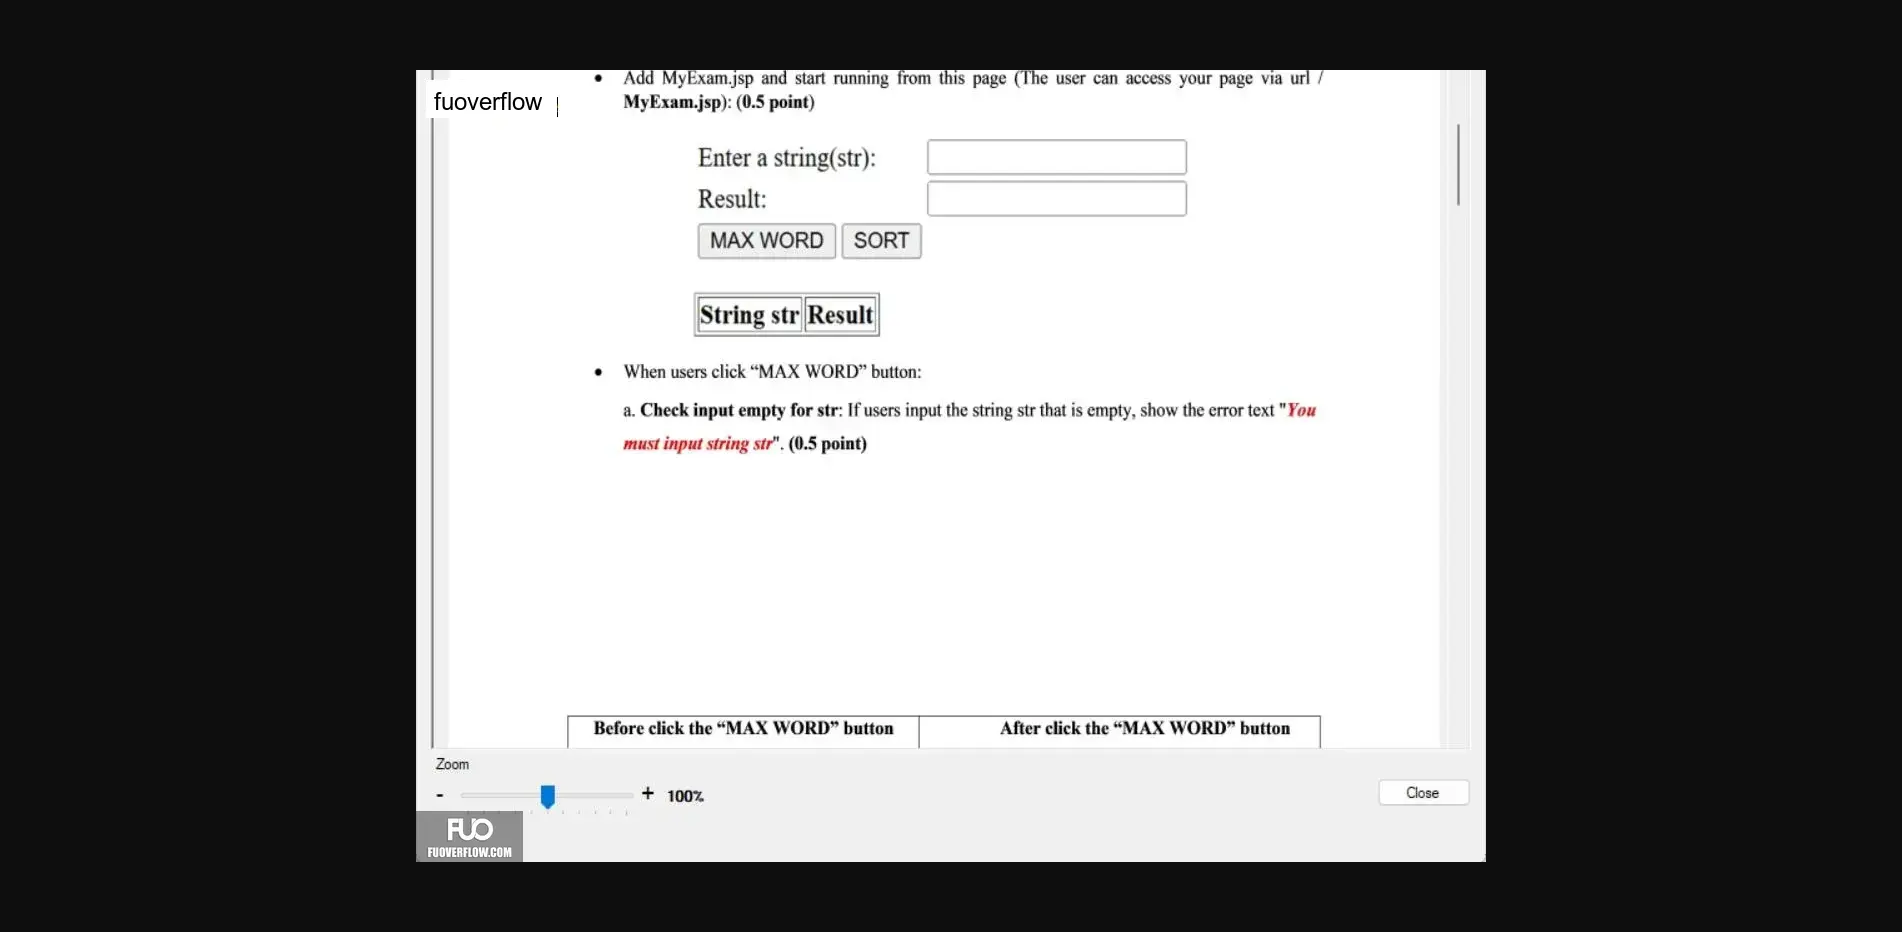 • Add MyExam.jsp and start running from this page (The user can access your page via url /
fuoverflow |
MyExam.jsp): (0.5 point)
Enter a string(str):
Result:
MAX WORD SORT
String str Result
• When users click “MAX WORD” button:
a. Check input empty for str: If users input the string str that is empty, show the error text "You
must input string str". (0.5 point)
Before click the “MAX WORD” button After click the “MAX WORD” button
Zoom
- + 100%
Close
FUO
FUOVERFLOW.COM